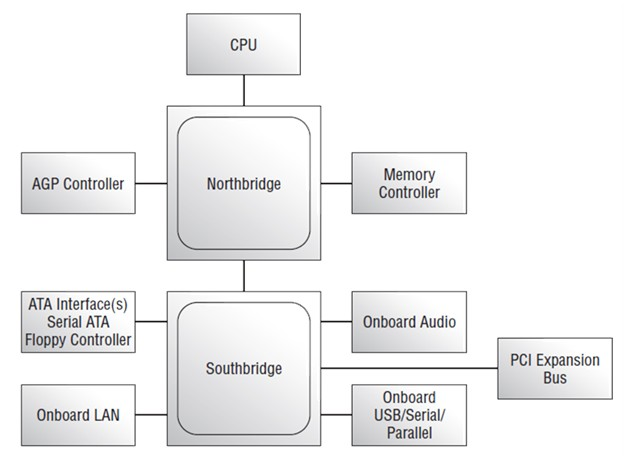 CPU
AGP Controller
Northbridge
Memory
Controller
ATA Interface(s)
Serial ATA
Floppy Controller
Onboard Audio
Southbridge
PCI Expansion
Bus
Onboard LAN
Onboard
USB/Serial/
Parallel